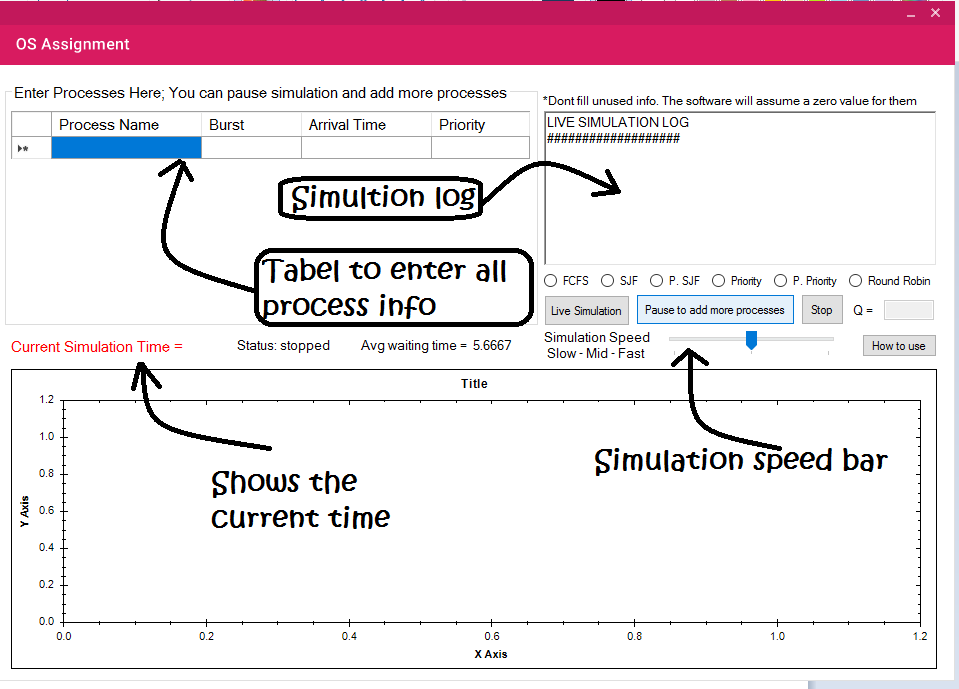 OS Assignment
Enter Processes Here; You can pause simulation and add more processes
*Dont fill unused info. The software will assume a zero value for them
Process Name Burst Arrival Time Priority
LIVE SIMULATION LOG
###################
Simultion log
Tabel to enter all
process info
FCFS SJF P. SJF Priority P. Priority Round Robin
Live Simulation Pause to add more processes Stop Q =
Current Simulation Time = Status: stopped Avg waiting time = 5.6667
Simulation Speed
Slow - Mid - Fast
How to use
Title
1.2
1.0
0.8
0.6
0.4
0.2
0.0
Y Axis
Shows the
current time
Simulation speed bar
0.0 0.2 0.4 0.6 0.8 1.0 1.2
X Axis